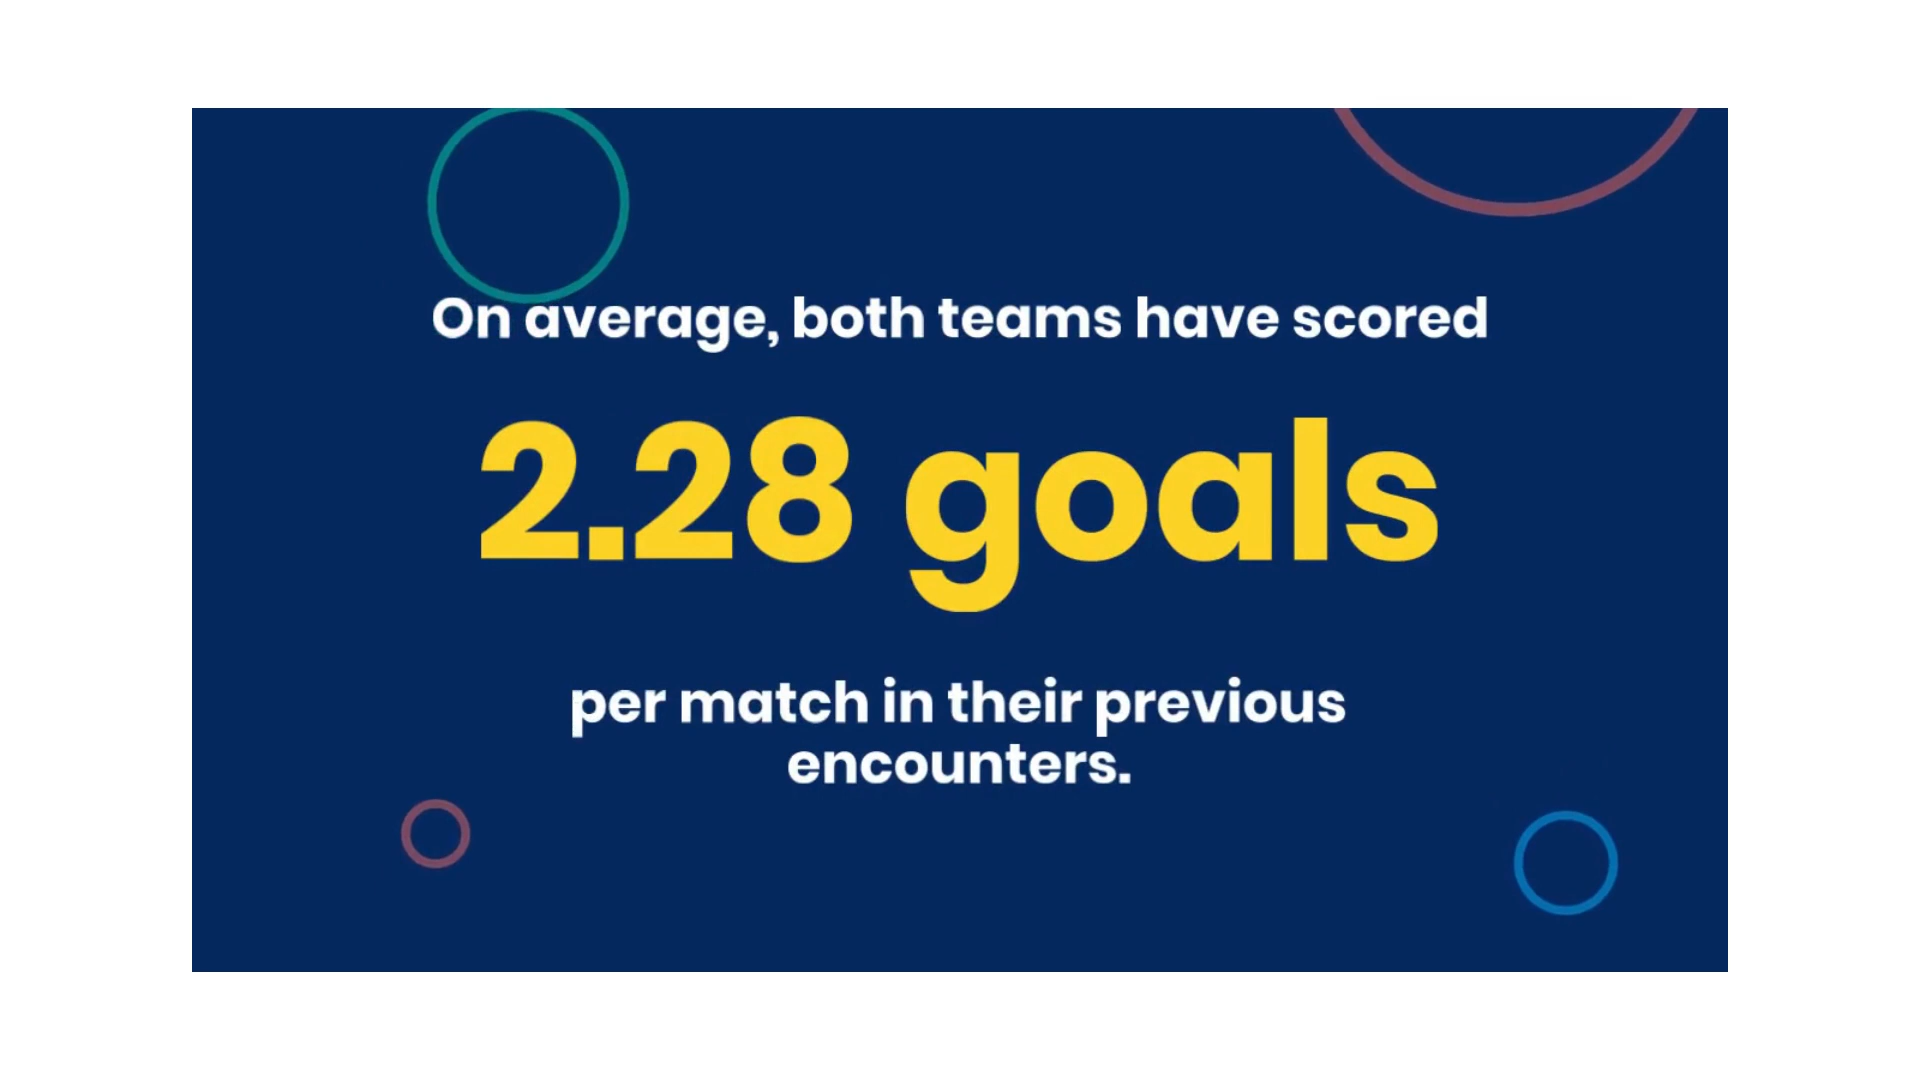 On average, both teams have scored
2.28 goals
per match in their previous
encounters.